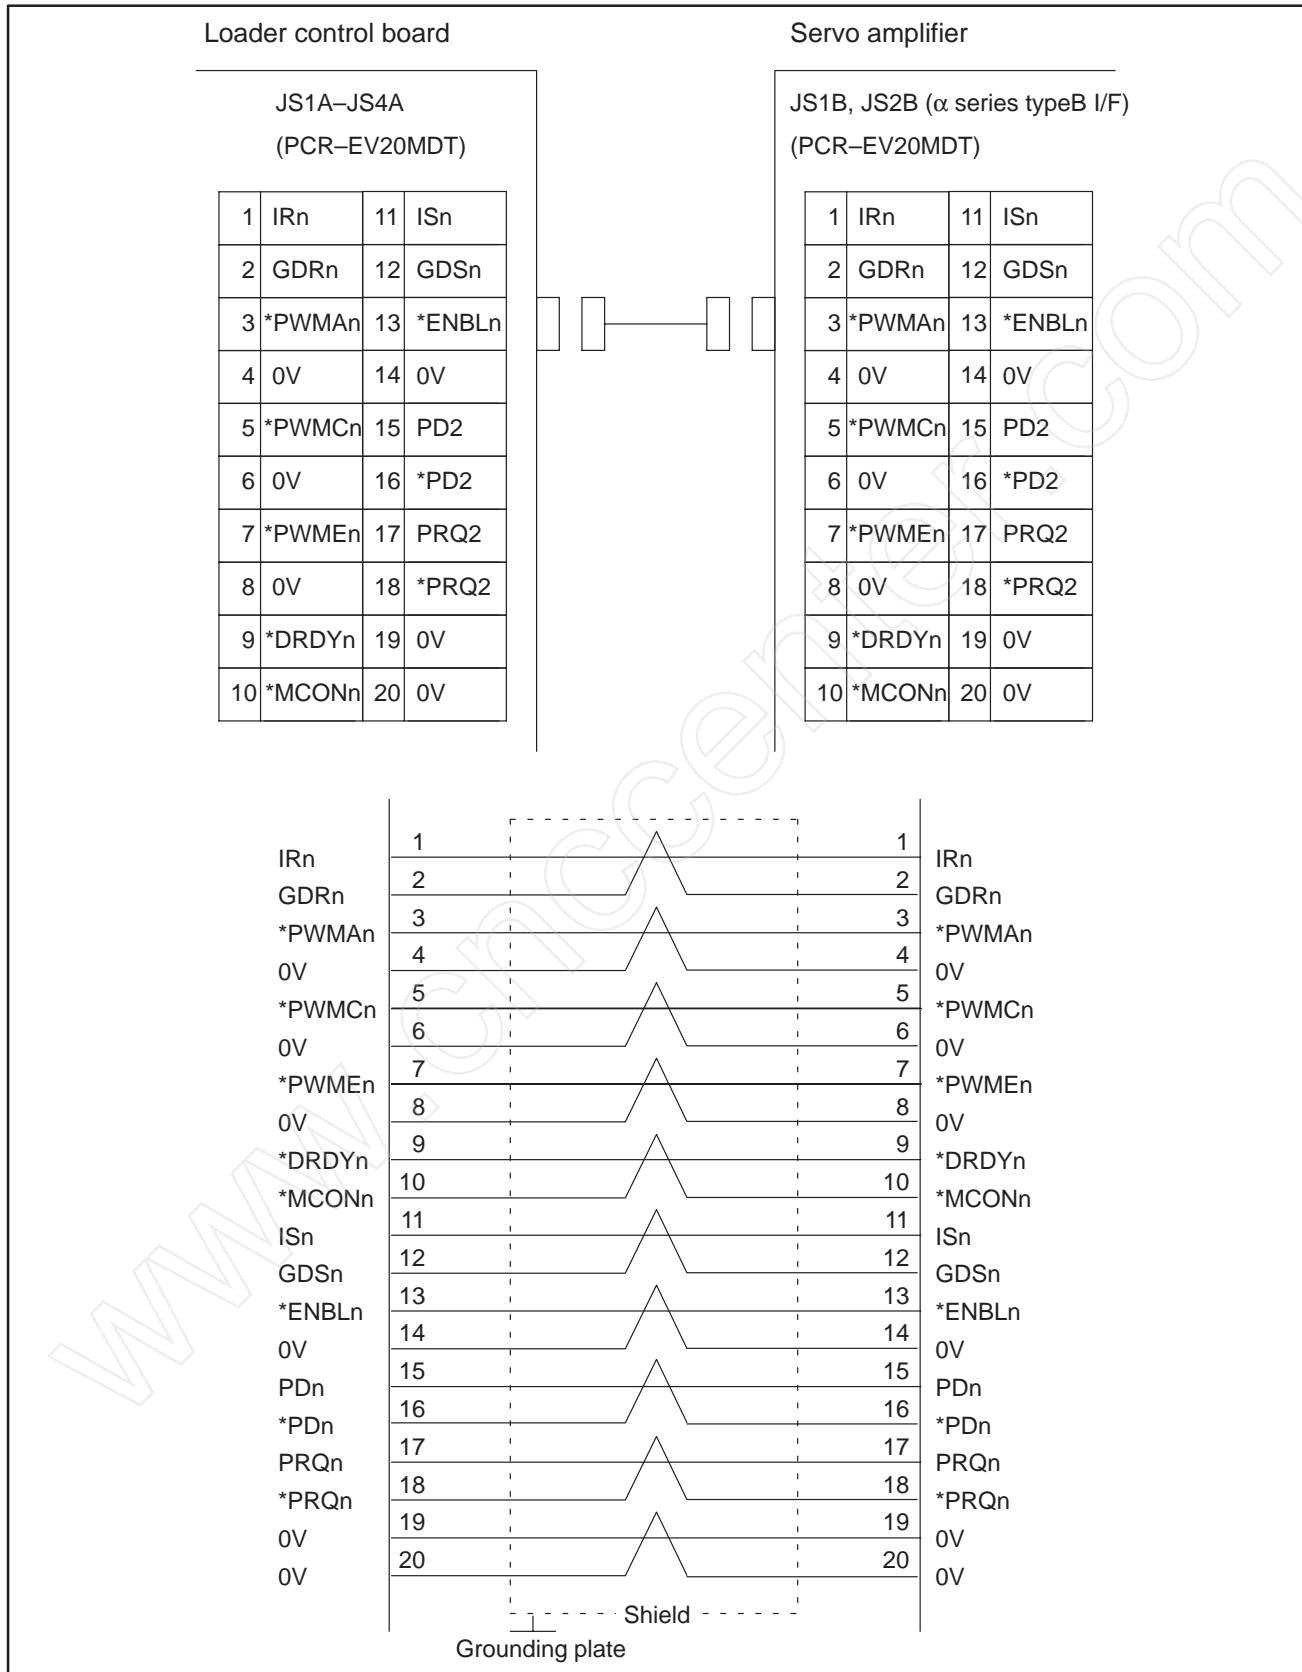 Loader control board
Servo amplifier
JS1A–JS4A
(PCR–EV20MDT)
JS1B, JS2B (α series typeB I/F)
(PCR–EV20MDT)
1 IRn 11 ISn
2 GDRn 12 GDSn
3 *PWMAn 13 *ENBLn
4 0V 14 0V
5 *PWMCn 15 PD2
6 0V 16 *PD2
7 *PWMEn 17 PRQ2
8 0V 18 *PRQ2
9 *DRDYn 19 0V
10 *MCONn 20 0V
1 IRn 11 ISn
2 GDRn 12 GDSn
3 *PWMAn 13 *ENBLn
4 0V 14 0V
5 *PWMCn 15 PD2
6 0V 16 *PD2
7 *PWMEn 17 PRQ2
8 0V 18 *PRQ2
9 *DRDYn 19 0V
10 *MCONn 20 0V
IRn 1 1 IRn
GDRn 2 2 GDRn
*PWMAn 3 3 *PWMAn
0V 4 4 0V
*PWMCn 5 5 *PWMCn
0V 6 6 0V
*PWMEn 7 7 *PWMEn
0V 8 8 0V
*DRDYn 9 9 *DRDYn
*MCONn 10 10 *MCONn
ISn 11 11 ISn
GDSn 12 12 GDSn
*ENBLn 13 13 *ENBLn
0V 14 14 0V
PDn 15 15 PDn
*PDn 16 16 *PDn
PRQn 17 17 PRQn
*PRQn 18 18 *PRQn
0V 19 19 0V
0V 20 20 0V
Shield
Grounding plate
www.cnccenter.com